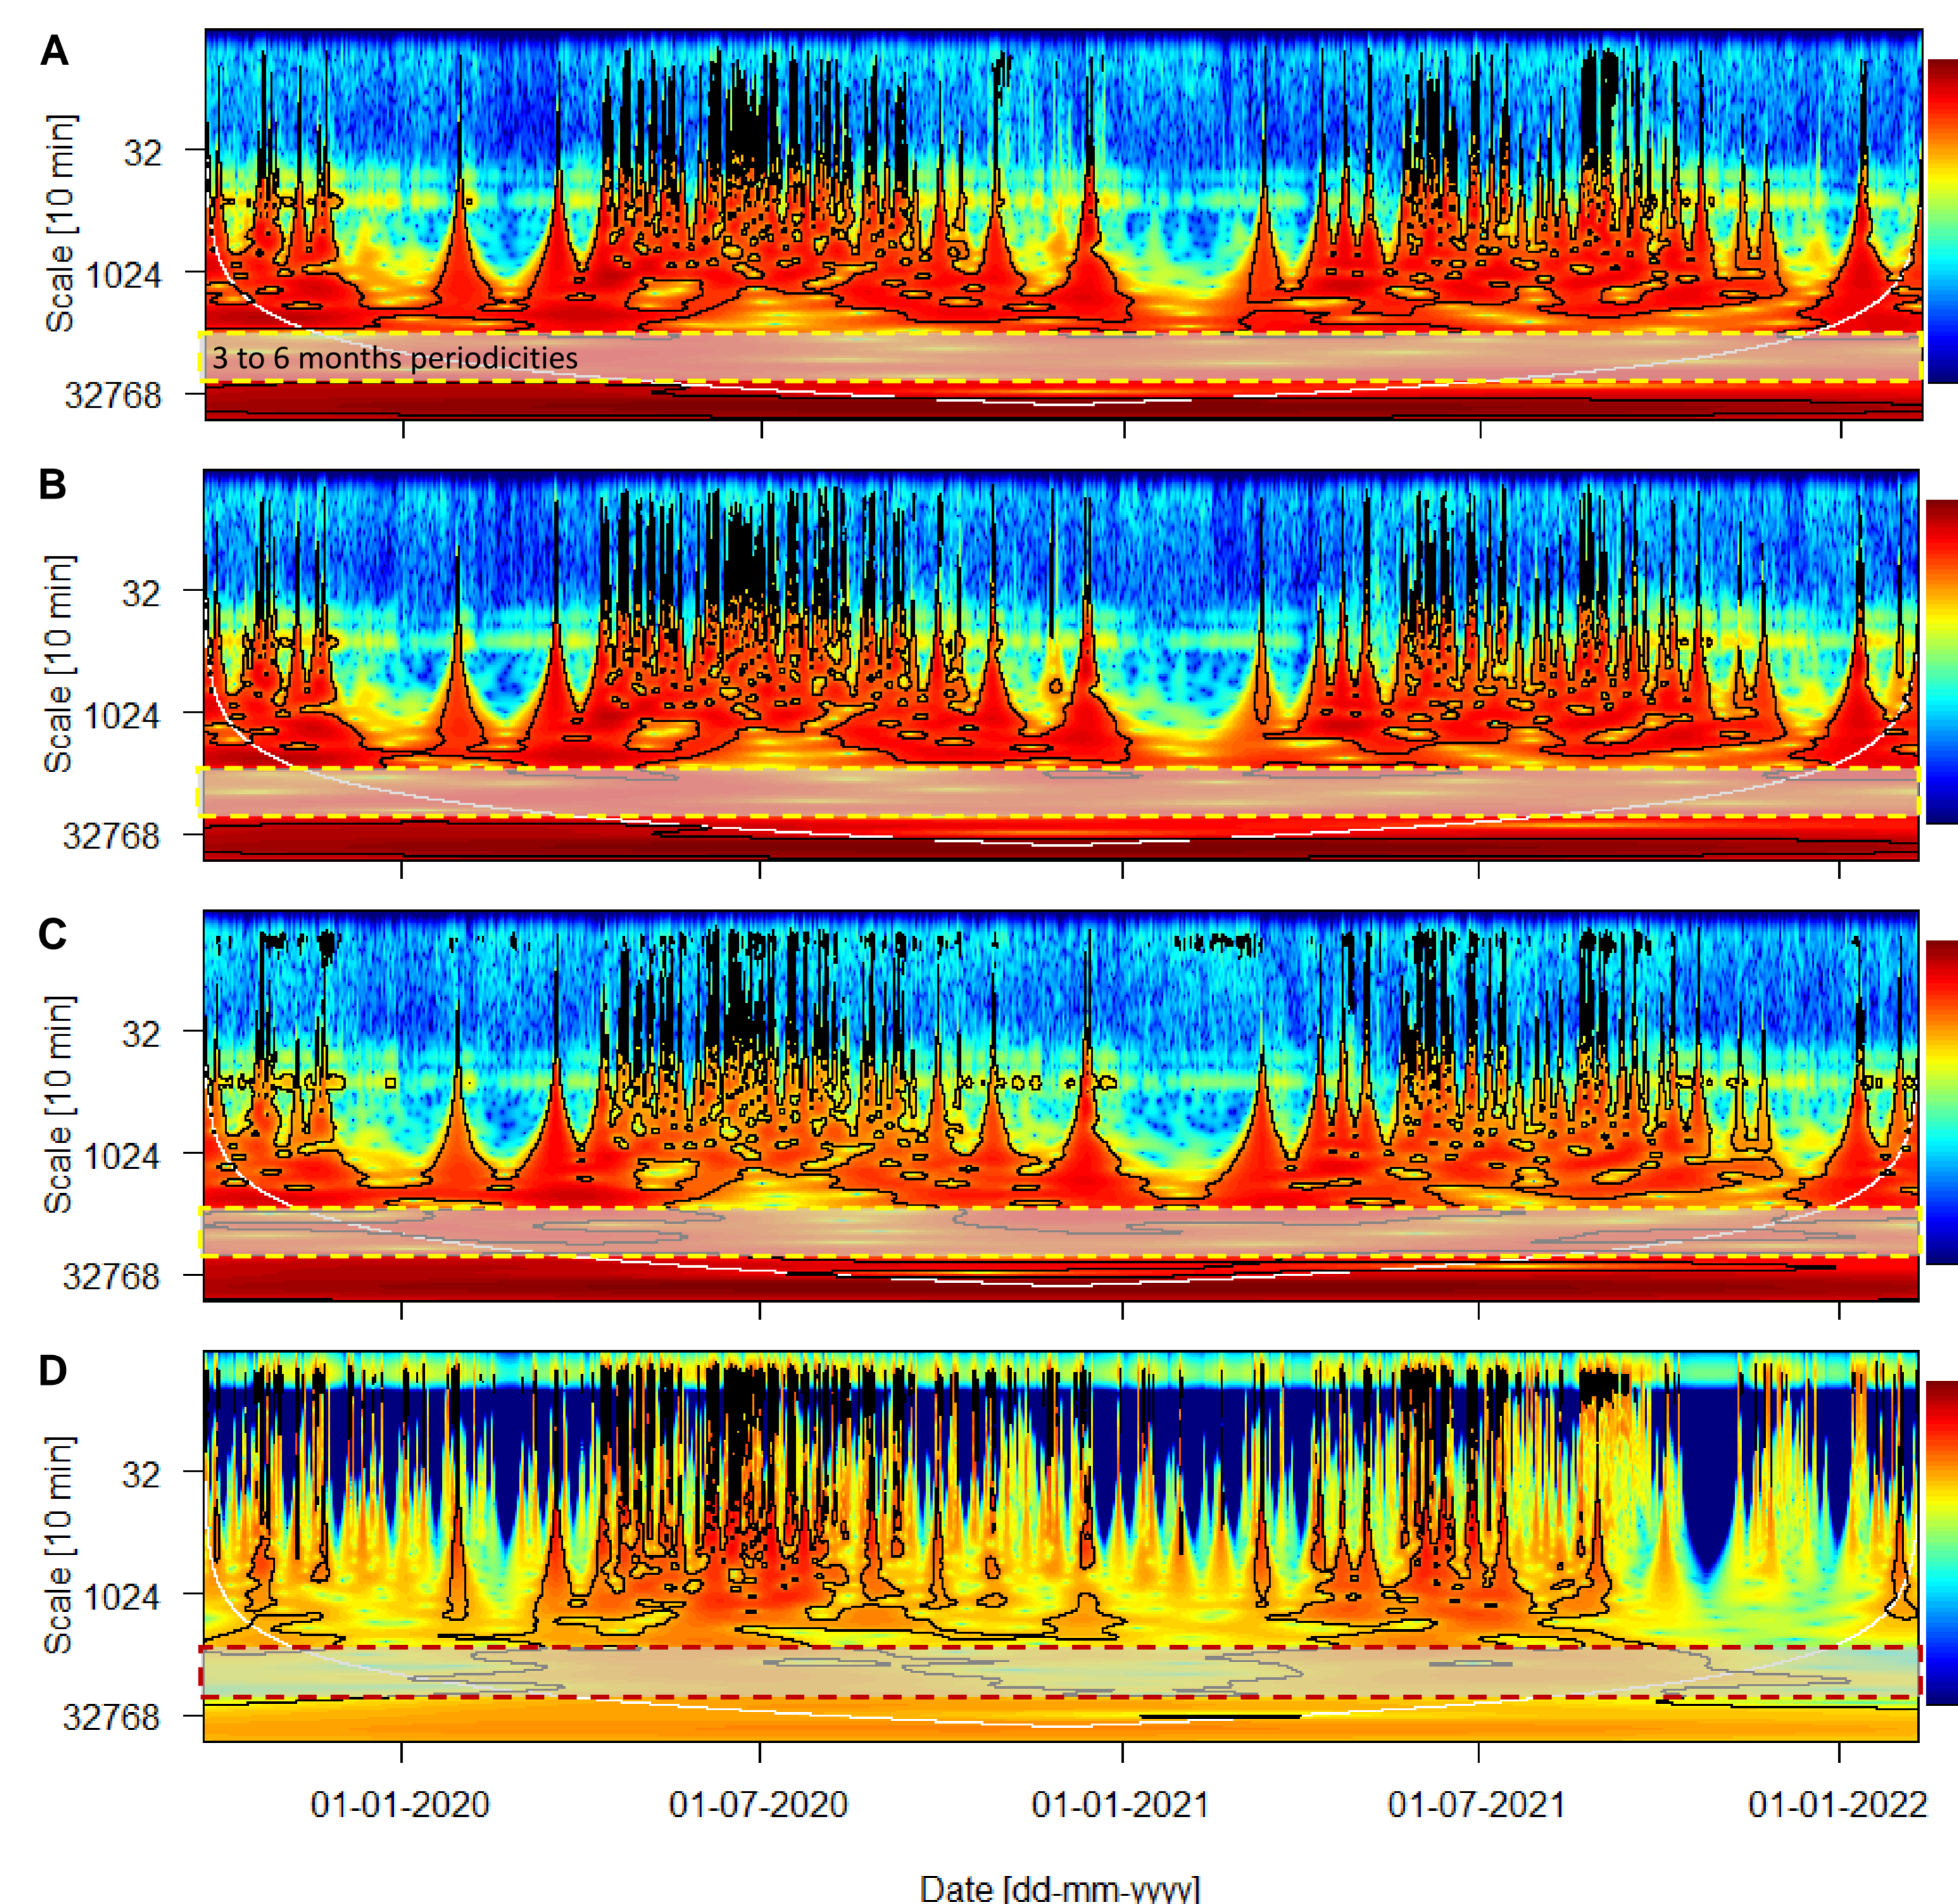 A
Scale [10 min]
32
1024
32768
3 to 6 months periodicities
B
Scale [10 min]
32
1024
32768
C
Scale [10 min]
32
1024
32768
D
Scale [10 min]
32
1024
32768
01-01-2020 01-07-2020 01-01-2021 01-07-2021 01-01-2022
Date [dd-mm-yyyy]